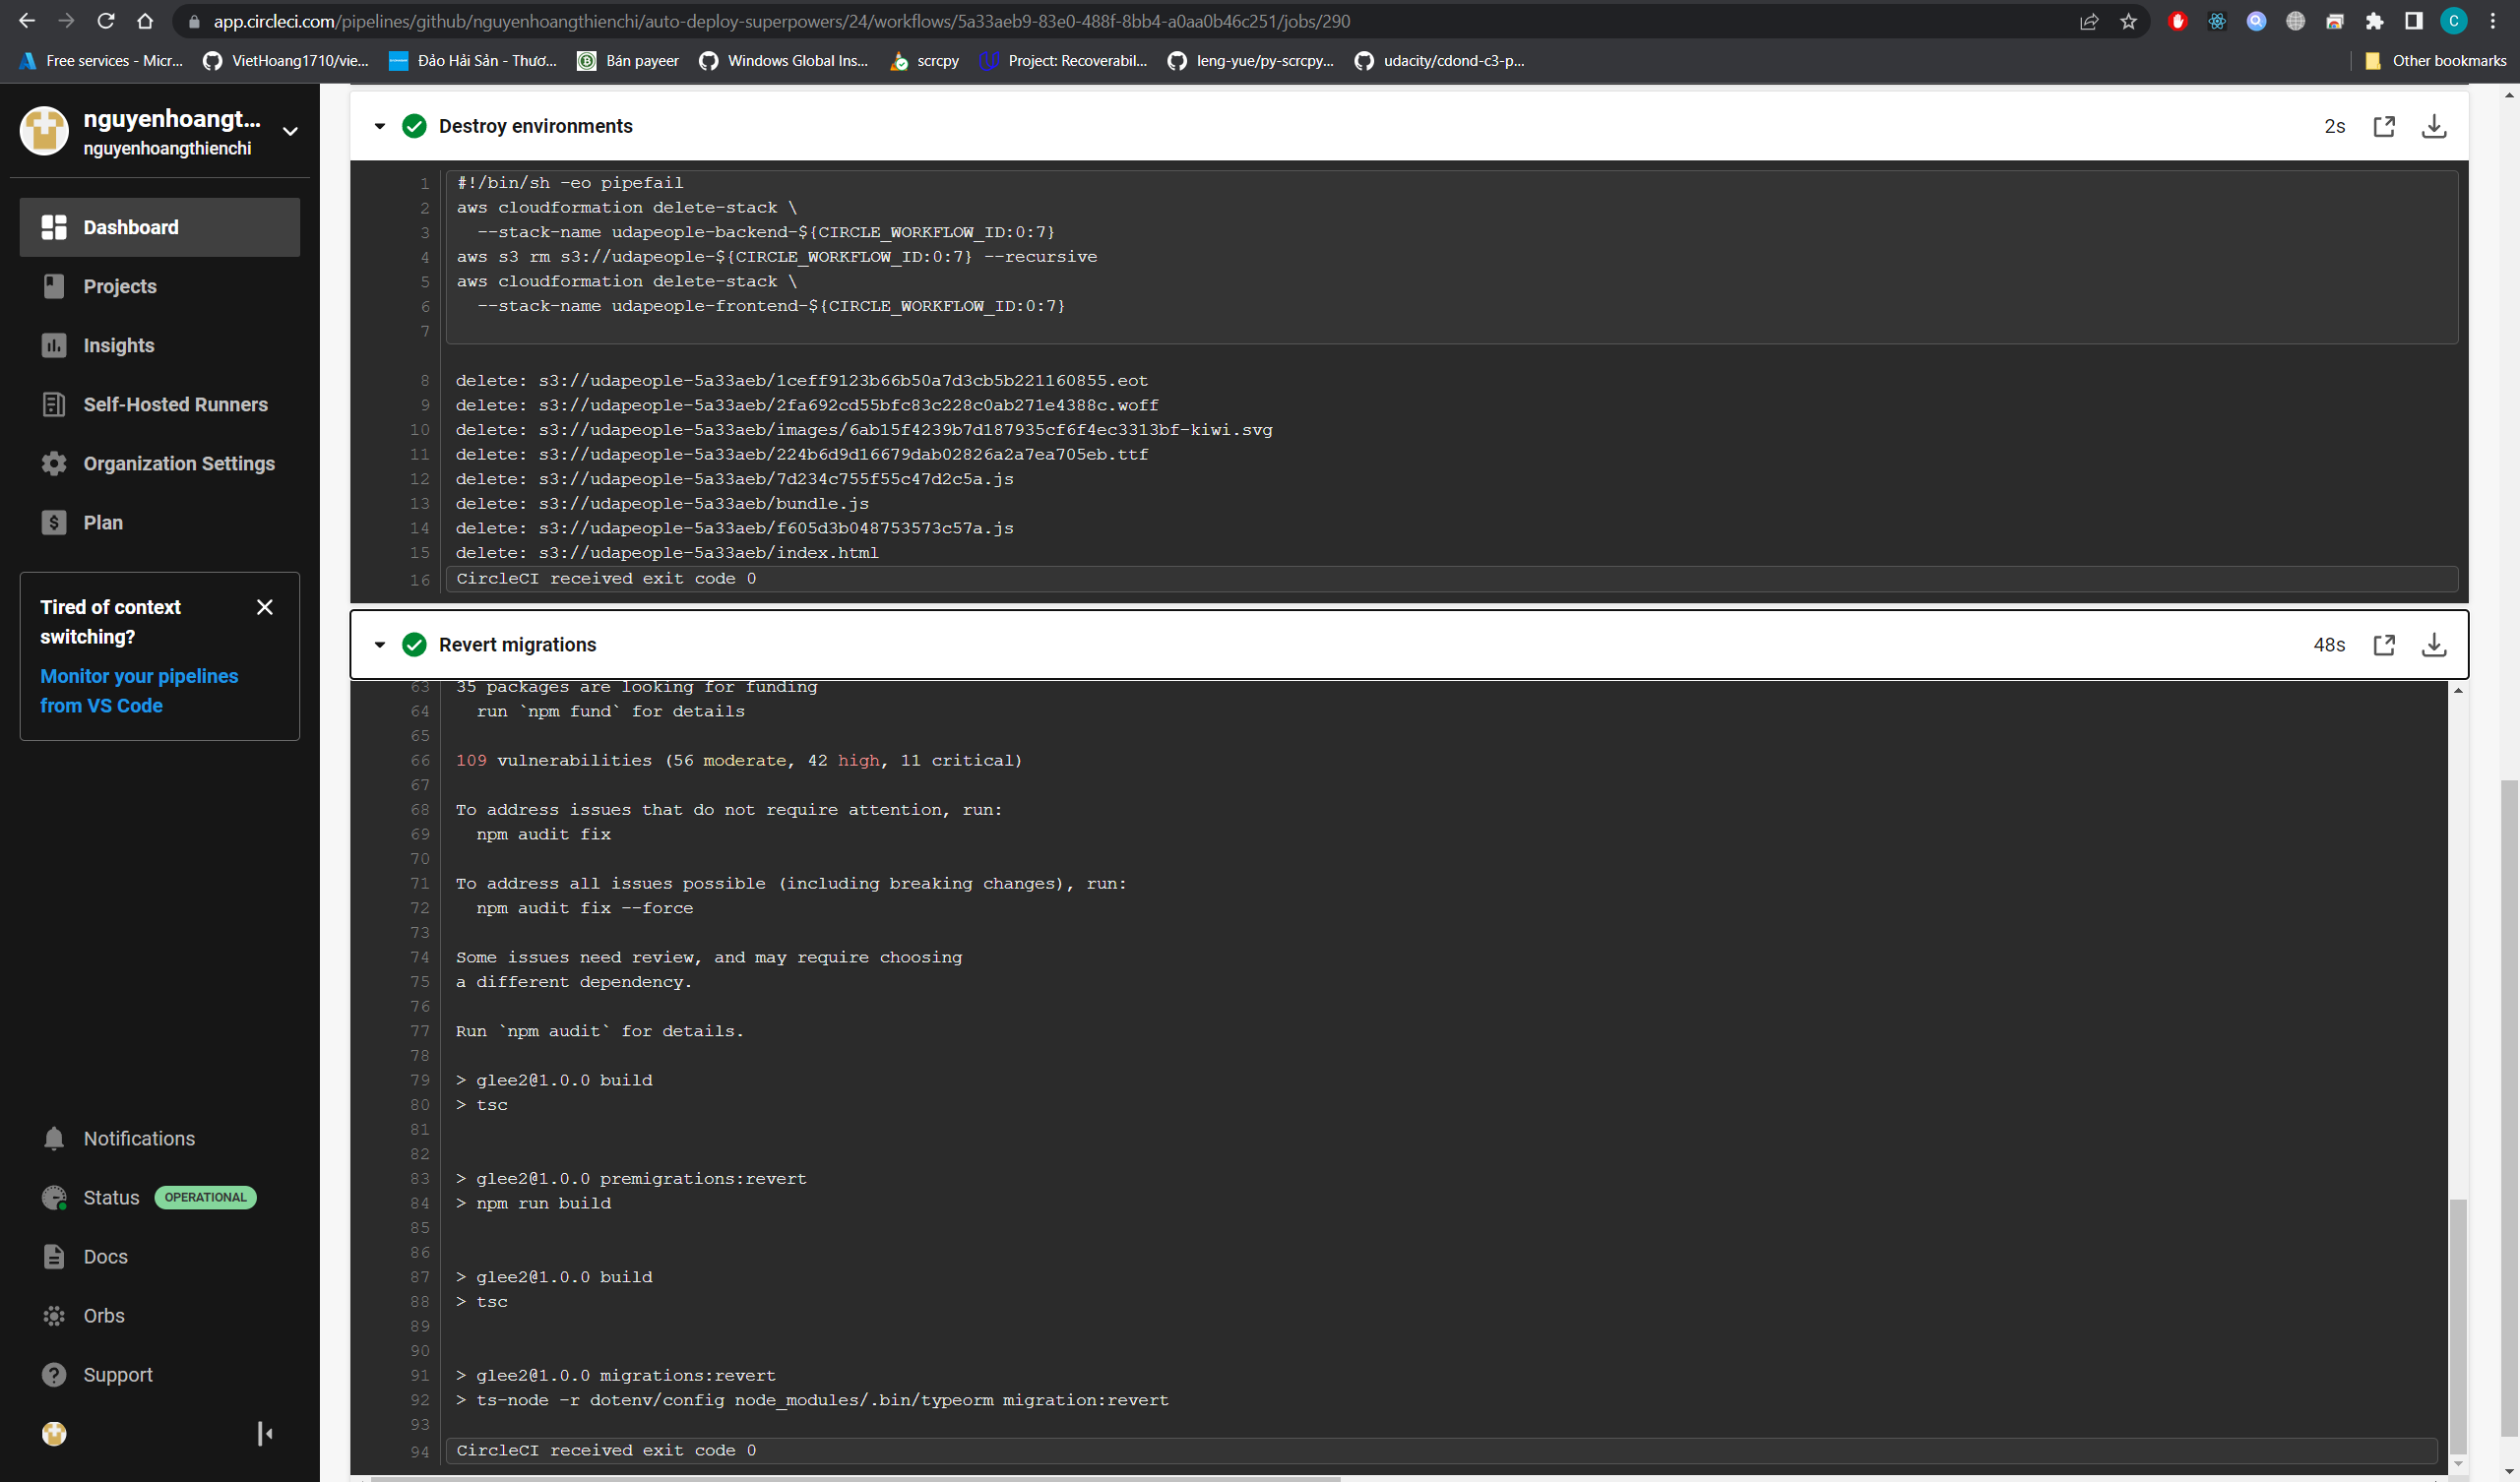 app.circleci.com/pipelines/github/nguyenhoangthienchi/auto-deploy-superpowers/24/workflows/5a33aeb9-83e0-488f-8bb4-a0aa0b46c251/jobs/290
C
Free services - Micr...
VietHoang1710/vie...
Đảo Hải Sản - Thươ...
Bán payeer
Windows Global Ins...
scrcpy
Project: Recoverabil...
leng-yue/py-scrcpy...
udacity/cdond-c3-p...
Other bookmarks
nguyenhoangt...
nguyenhoangthienchi
Dashboard
Projects
Insights
Self-Hosted Runners
Organization Settings
Plan
Tired of context
switching?
Monitor your pipelines
from VS Code
Notifications
Status OPERATIONAL
Docs
Orbs
Support
Destroy environments 2s
1 #!/bin/sh -eo pipefail
2 aws cloudformation delete-stack \
3 --stack-name udapeople-backend-${CIRCLE_WORKFLOW_ID:0:7}
4 aws s3 rm s3://udapeople-${CIRCLE_WORKFLOW_ID:0:7} --recursive
5 aws cloudformation delete-stack \
6 --stack-name udapeople-frontend-${CIRCLE_WORKFLOW_ID:0:7}
7
8 delete: s3://udapeople-5a33aeb/1ceff9123b66b50a7d3cb5b221160855.eot
9 delete: s3://udapeople-5a33aeb/2fa692cd55bfc83c228c0ab271e4388c.woff
10 delete: s3://udapeople-5a33aeb/images/6ab15f4239b7d187935cf6f4ec3313bf-kiwi.svg
11 delete: s3://udapeople-5a33aeb/224b6d9d16679dab02826a2a7ea705eb.ttf
12 delete: s3://udapeople-5a33aeb/7d234c755f55c47d2c5a.js
13 delete: s3://udapeople-5a33aeb/bundle.js
14 delete: s3://udapeople-5a33aeb/f605d3b048753573c57a.js
15 delete: s3://udapeople-5a33aeb/index.html
16 CircleCI received exit code 0
Revert migrations 48s
63 35 packages are looking for funding
64 run `npm fund` for details
65
66 109 vulnerabilities (56 moderate, 42 high, 11 critical)
67
68 To address issues that do not require attention, run:
69 npm audit fix
70
71 To address all issues possible (including breaking changes), run:
72 npm audit fix --force
73
74 Some issues need review, and may require choosing
75 a different dependency.
76
77 Run `npm audit` for details.
78
79 > glee2@1.0.0 build
80 > tsc
81
82
83 > glee2@1.0.0 premigrations:revert
84 > npm run build
85
86
87 > glee2@1.0.0 build
88 > tsc
89
90
91 > glee2@1.0.0 migrations:revert
92 > ts-node -r dotenv/config node_modules/.bin/typeorm migration:revert
93
94 CircleCI received exit code 0